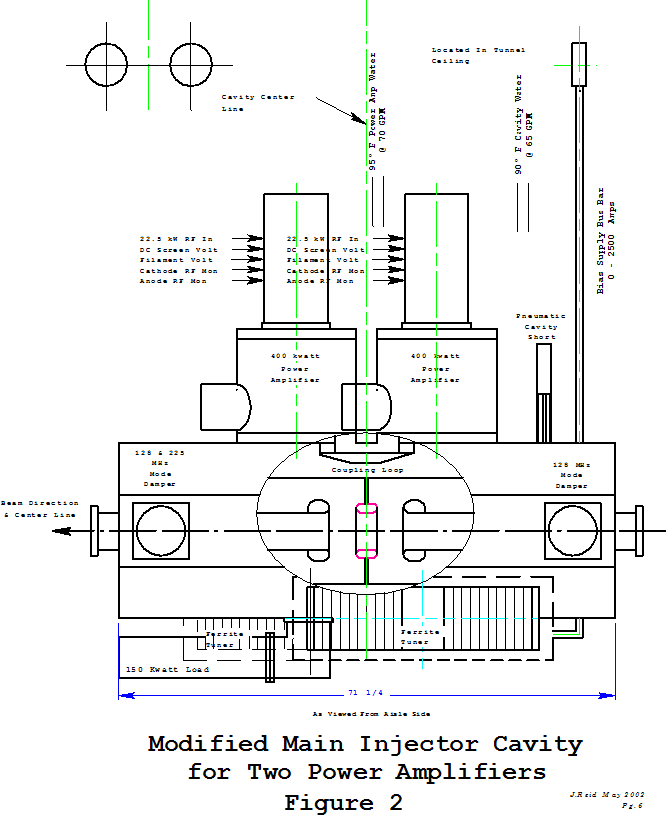 Located In Tunnel
Ceiling
Cavity Center
Line
95° F Power Amp Water
@ 70 GPM
90° F Cavity Water
@ 65 GPM
Bias Supply Bus Bar
0 - 2500 Amps
22.5 kW RF In
DC Screen Volt
Filament Volt
Cathode RF Mon
Anode RF Mon
22.5 kW RF In
DC Screen Volt
Filament Volt
Cathode RF Mon
Anode RF Mon
Pneumatic
Cavity
Short
400 kwatt
Power
Amplifier
400 kwatt
Power
Amplifier
128 & 225
MHz
Mode
Damper
Coupling Loop
128 MHz
Mode
Damper
Beam Direction
& Center Line
Ferrite
Tuner
Ferrite
Tuner
150 Kwatt Load
71 1/4
As Viewed From Aisle Side
Modified Main Injector Cavity
for Two Power Amplifiers
Figure 2
J.Reid May 2002
Pg. 6